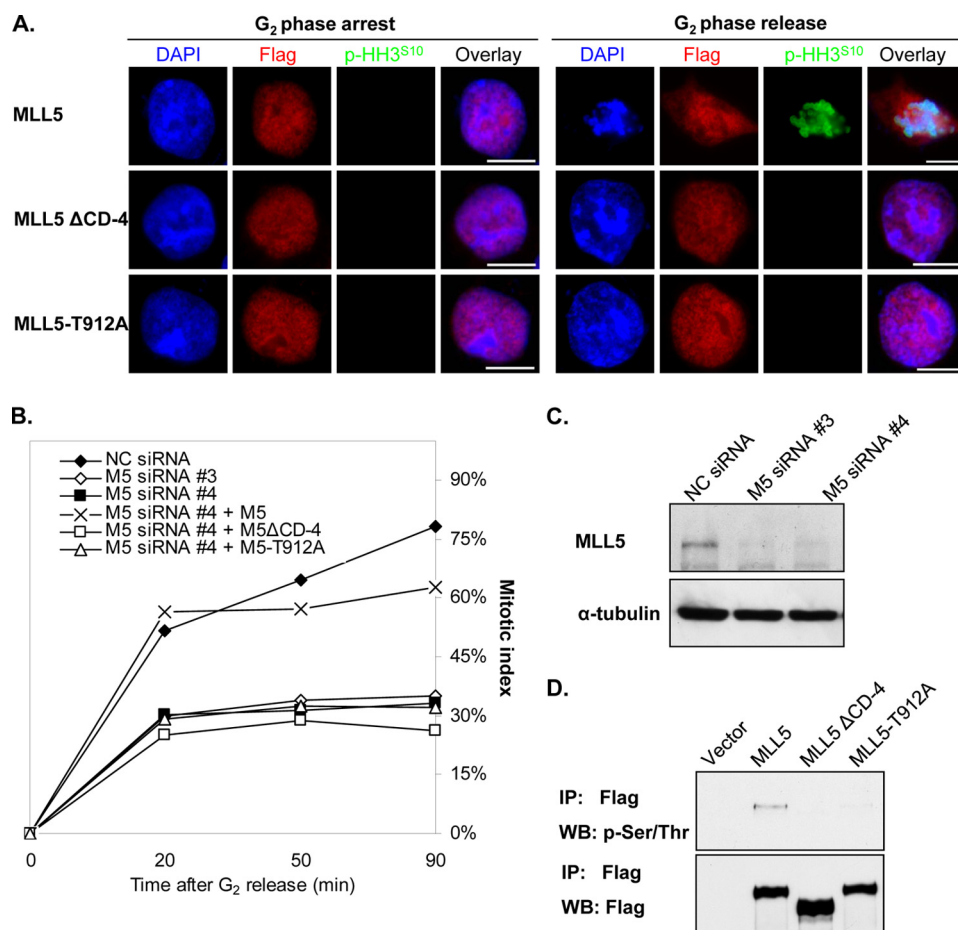 A.
G₂ phase arrest
G₂ phase release
DAPI Flag p-HH3ˢ¹⁰ Overlay DAPI Flag p-HH3ˢ¹⁰ Overlay
MLL5
MLL5 ΔCD-4
MLL5-T912A
B.
NC siRNA
M5 siRNA #3
M5 siRNA #4
M5 siRNA #4 + M5
M5 siRNA #4 + M5ΔCD-4
M5 siRNA #4 + M5-T912A
90%
75%
60%
45%
30%
15%
0%
Mitotic index
0 20 50 90
Time after G₂ release (min)
C.
NC siRNA
M5 siRNA #3
M5 siRNA #4
MLL5
α-tubulin
D.
Vector
MLL5
MLL5 ΔCD-4
MLL5-T912A
IP: Flag
WB: p-Ser/Thr
IP: Flag
WB: Flag